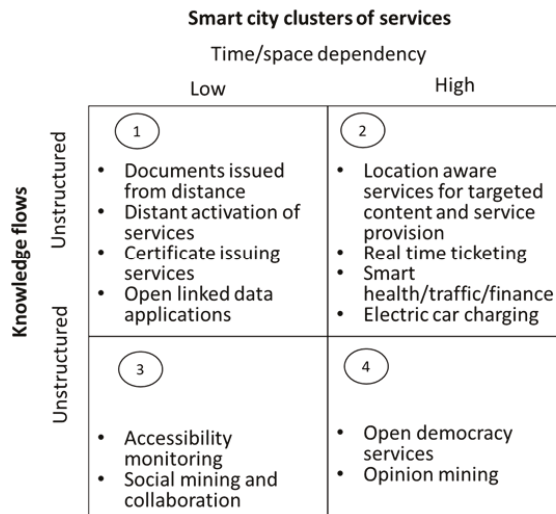 Smart city clusters of services
Time/space dependency
Low
High
Knowledge flows
Unstructured
Unstructured
1
• Documents issued
from distance
• Distant activation of
services
• Certificate issuing
services
• Open linked data
applications
2
• Location aware
services for targeted
content and service
provision
• Real time ticketing
• Smart
health/traffic/finance
• Electric car charging
3
• Accessibility
monitoring
• Social mining and
collaboration
4
• Open democracy
services
• Opinion mining